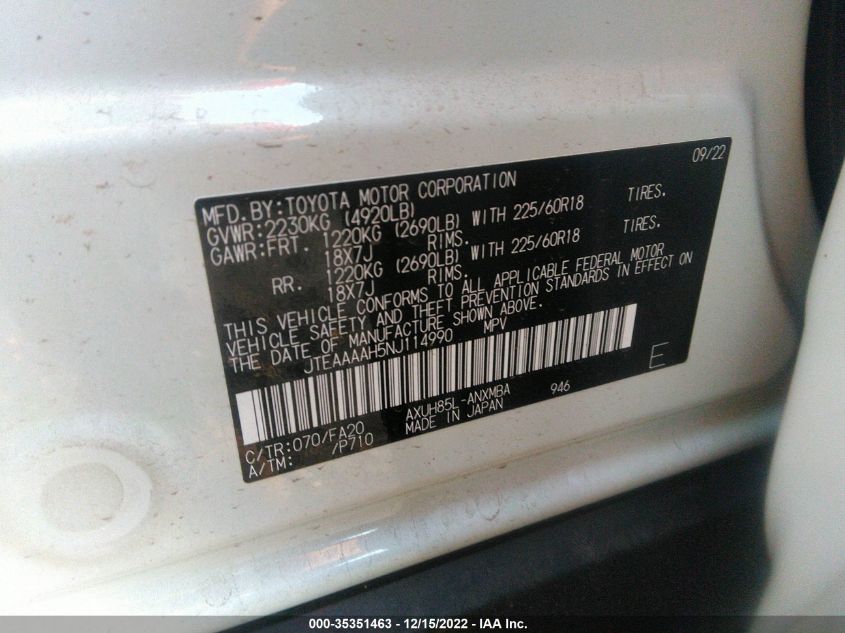 09/22
MFD.BY:TOYOTA MOTOR CORPORATION
GVWR:2230KG (4920LB)
GAWR:FRT. 1220KG (2690LB) WITH 225/60R18 TIRES.
18X7J RIMS.
RR. 1220KG (2690LB) WITH 225/60R18 TIRES.
18X7J RIMS.
THIS VEHICLE CONFORMS TO ALL APPLICABLE FEDERAL MOTOR
VEHICLE SAFETY AND THEFT PREVENTION STANDARDS IN EFFECT ON
THE DATE OF MANUFACTURE SHOWN ABOVE.
JTEAAAAH5NJ114990 MPV
C/TR:070/FA20 AXUH85L-ANXMBA 946 E
A/TM: /P710 MADE IN JAPAN
000-35351463 - 12/15/2022 - IAA Inc.